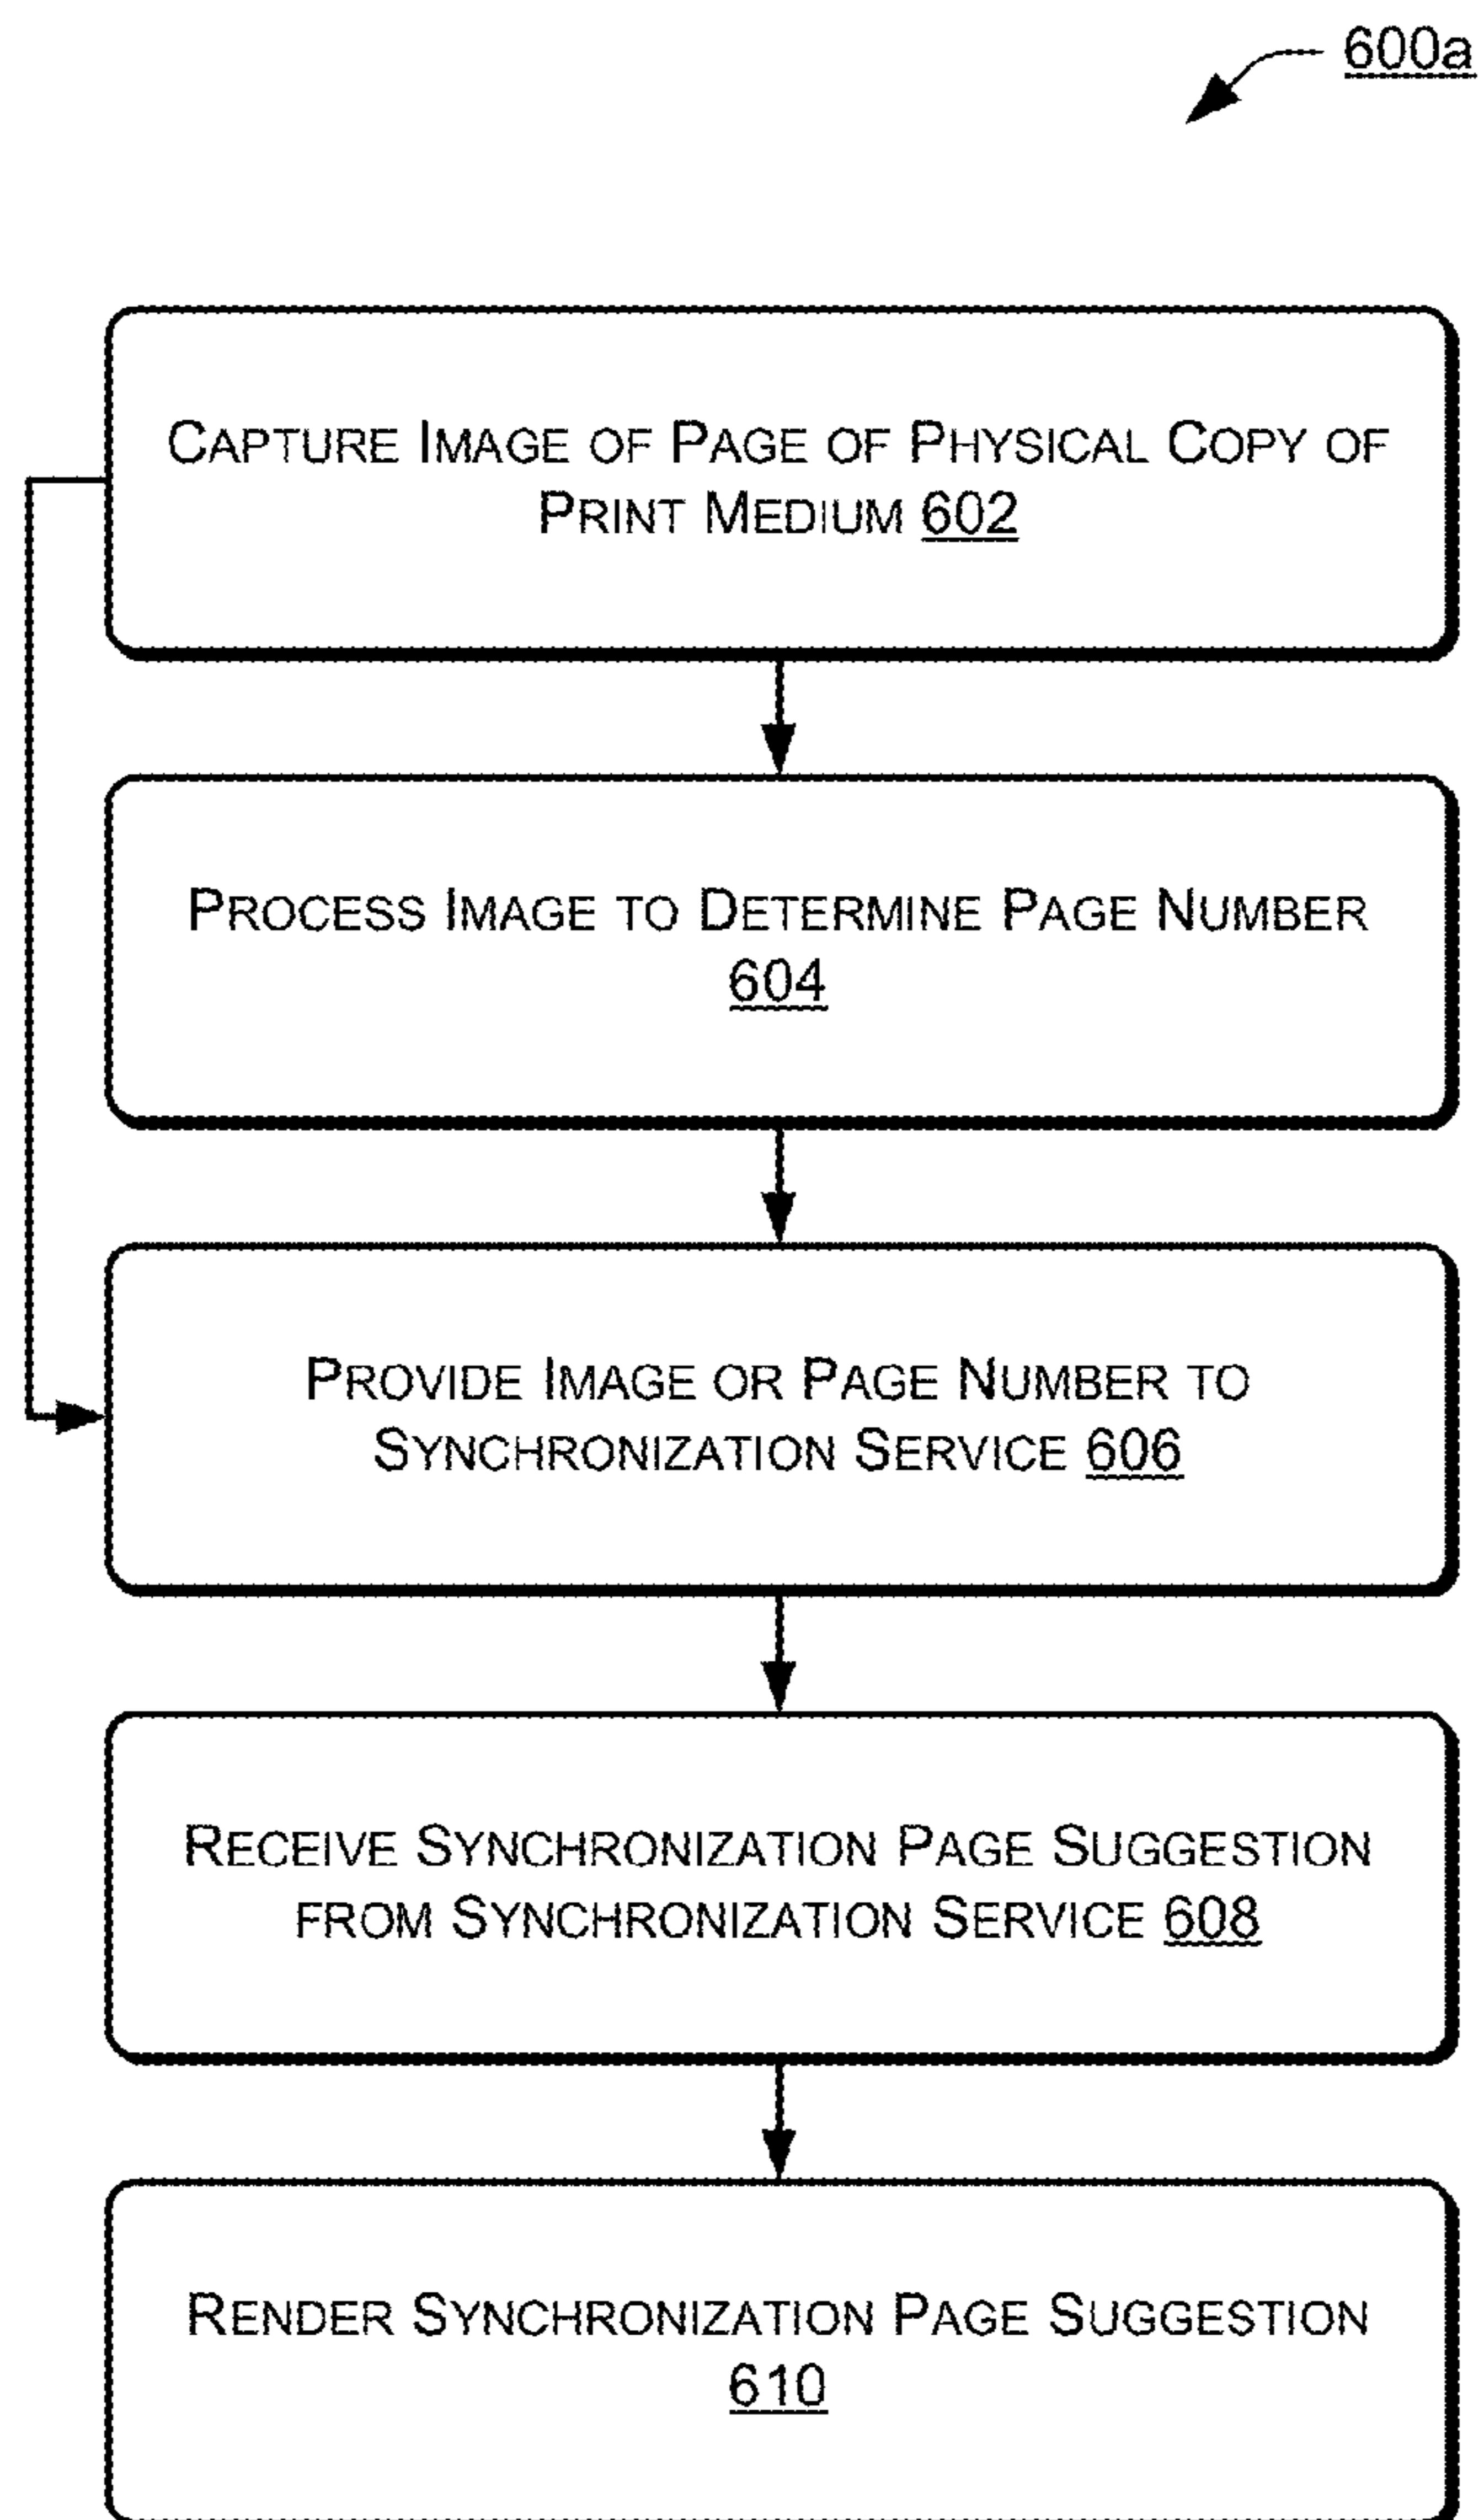 600a
CAPTURE IMAGE OF PAGE OF PHYSICAL COPY OF
PRINT MEDIUM 602
PROCESS IMAGE TO DETERMINE PAGE NUMBER
604
PROVIDE IMAGE OR PAGE NUMBER TO
SYNCHRONIZATION SERVICE 606
RECEIVE SYNCHRONIZATION PAGE SUGGESTION
FROM SYNCHRONIZATION SERVICE 608
RENDER SYNCHRONIZATION PAGE SUGGESTION
610